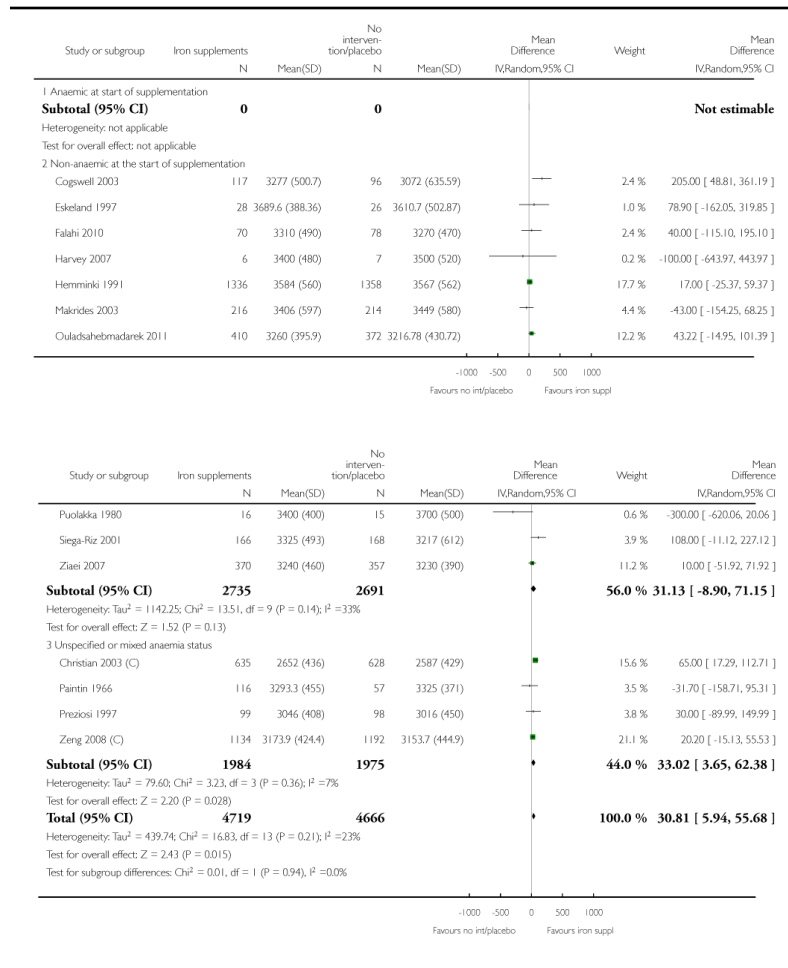 Study or subgroup Iron supplements No interven-tion/placebo Mean Difference Weight Mean Difference
N Mean(SD) N Mean(SD) IV,Random,95% CI IV,Random,95% CI
1 Anaemic at start of supplementation
Subtotal (95% CI) 0 0 Not estimable
Heterogeneity: not applicable
Test for overall effect: not applicable
2 Non-anaemic at the start of supplementation
Cogswell 2003 117 3277 (500.7) 96 3072 (635.59) 2.4 % 205.00 [ 48.81, 361.19 ]
Eskeland 1997 28 3689.6 (388.36) 26 3610.7 (502.87) 1.0 % 78.90 [ -162.05, 319.85 ]
Falahi 2010 70 3310 (490) 78 3270 (470) 2.4 % 40.00 [ -115.10, 195.10 ]
Harvey 2007 6 3400 (480) 7 3500 (520) 0.2 % -100.00 [ -643.97, 443.97 ]
Hemminki 1991 1336 3584 (560) 1358 3567 (562) 17.7 % 17.00 [ -25.37, 59.37 ]
Makrides 2003 216 3406 (597) 214 3449 (580) 4.4 % -43.00 [ -154.25, 68.25 ]
Ouladsahebmadarek 2011 410 3260 (395.9) 372 3216.78 (430.72) 12.2 % 43.22 [ -14.95, 101.39 ]
-1000 -500 0 500 1000
Favours no int/placebo Favours iron suppl
Study or subgroup Iron supplements No interven-tion/placebo Mean Difference Weight Mean Difference
N Mean(SD) N Mean(SD) IV,Random,95% CI IV,Random,95% CI
Puolakka 1980 16 3400 (400) 15 3700 (500) 0.6 % -300.00 [ -620.06, 20.06 ]
Siega-Riz 2001 166 3325 (493) 168 3217 (612) 3.9 % 108.00 [ -11.12, 227.12 ]
Ziaei 2007 370 3240 (460) 357 3230 (390) 11.2 % 10.00 [ -51.92, 71.92 ]
Subtotal (95% CI) 2735 2691 56.0 % 31.13 [ -8.90, 71.15 ]
Heterogeneity: Tau² = 1142.25; Chi² = 13.51, df = 9 (P = 0.14); I² =33%
Test for overall effect: Z = 1.52 (P = 0.13)
3 Unspecified or mixed anaemia status
Christian 2003 (C) 635 2652 (436) 628 2587 (429) 15.6 % 65.00 [ 17.29, 112.71 ]
Paintin 1966 116 3293.3 (455) 57 3325 (371) 3.5 % -31.70 [ -158.71, 95.31 ]
Preziosi 1997 99 3046 (408) 98 3016 (450) 3.8 % 30.00 [ -89.99, 149.99 ]
Zeng 2008 (C) 1134 3173.9 (424.4) 1192 3153.7 (444.9) 21.1 % 20.20 [ -15.13, 55.53 ]
Subtotal (95% CI) 1984 1975 44.0 % 33.02 [ 3.65, 62.38 ]
Heterogeneity: Tau² = 79.60; Chi² = 3.23, df = 3 (P = 0.36); I² =7%
Test for overall effect: Z = 2.20 (P = 0.028)
Total (95% CI) 4719 4666 100.0 % 30.81 [ 5.94, 55.68 ]
Heterogeneity: Tau² = 439.74; Chi² = 16.83, df = 13 (P = 0.21); I² =23%
Test for overall effect: Z = 2.43 (P = 0.015)
Test for subgroup differences: Chi² = 0.01, df = 1 (P = 0.94), I² =0.0%
-1000 -500 0 500 1000
Favours no int/placebo Favours iron suppl